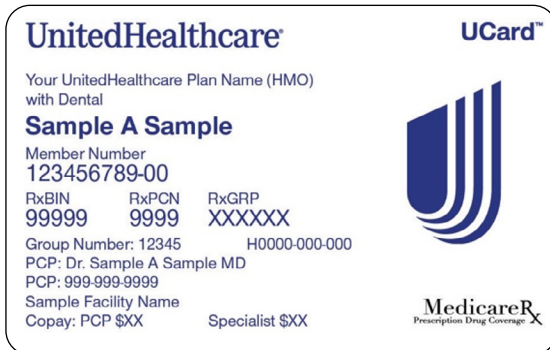 UnitedHealthcare®
UCard™
Your UnitedHealthcare Plan Name (HMO)
with Dental
Sample A Sample
Member Number
123456789-00
RxBIN RxPCN RxGRP
99999 9999 XXXXXX
Group Number: 12345 H0000-000-000
PCP: Dr. Sample A Sample MD
PCP: 999-999-9999
Sample Facility Name
Copay: PCP $XX Specialist $XX
MedicareRx
Prescription Drug Coverage